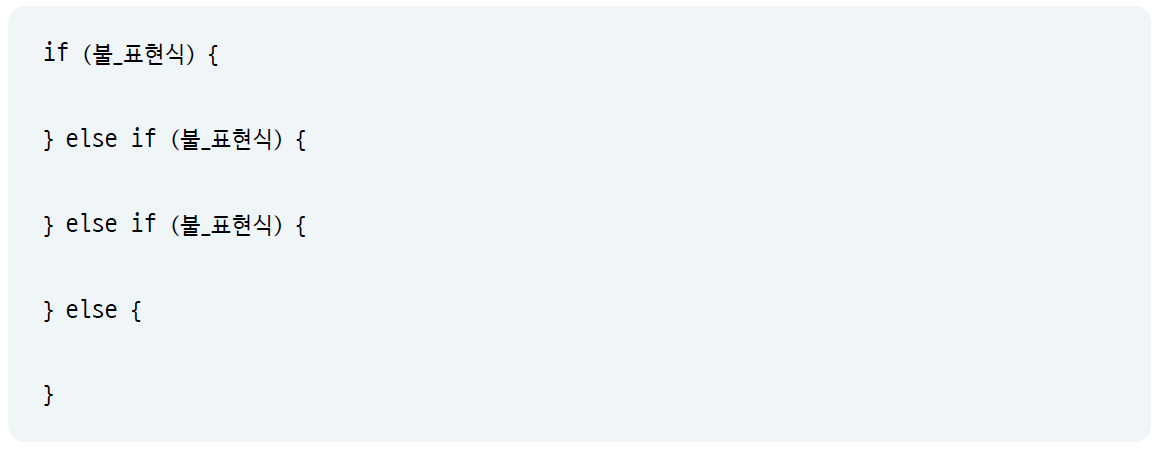 if (불_표현식) {
} else if (불_표현식) {
} else if (불_표현식) {
} else {
}